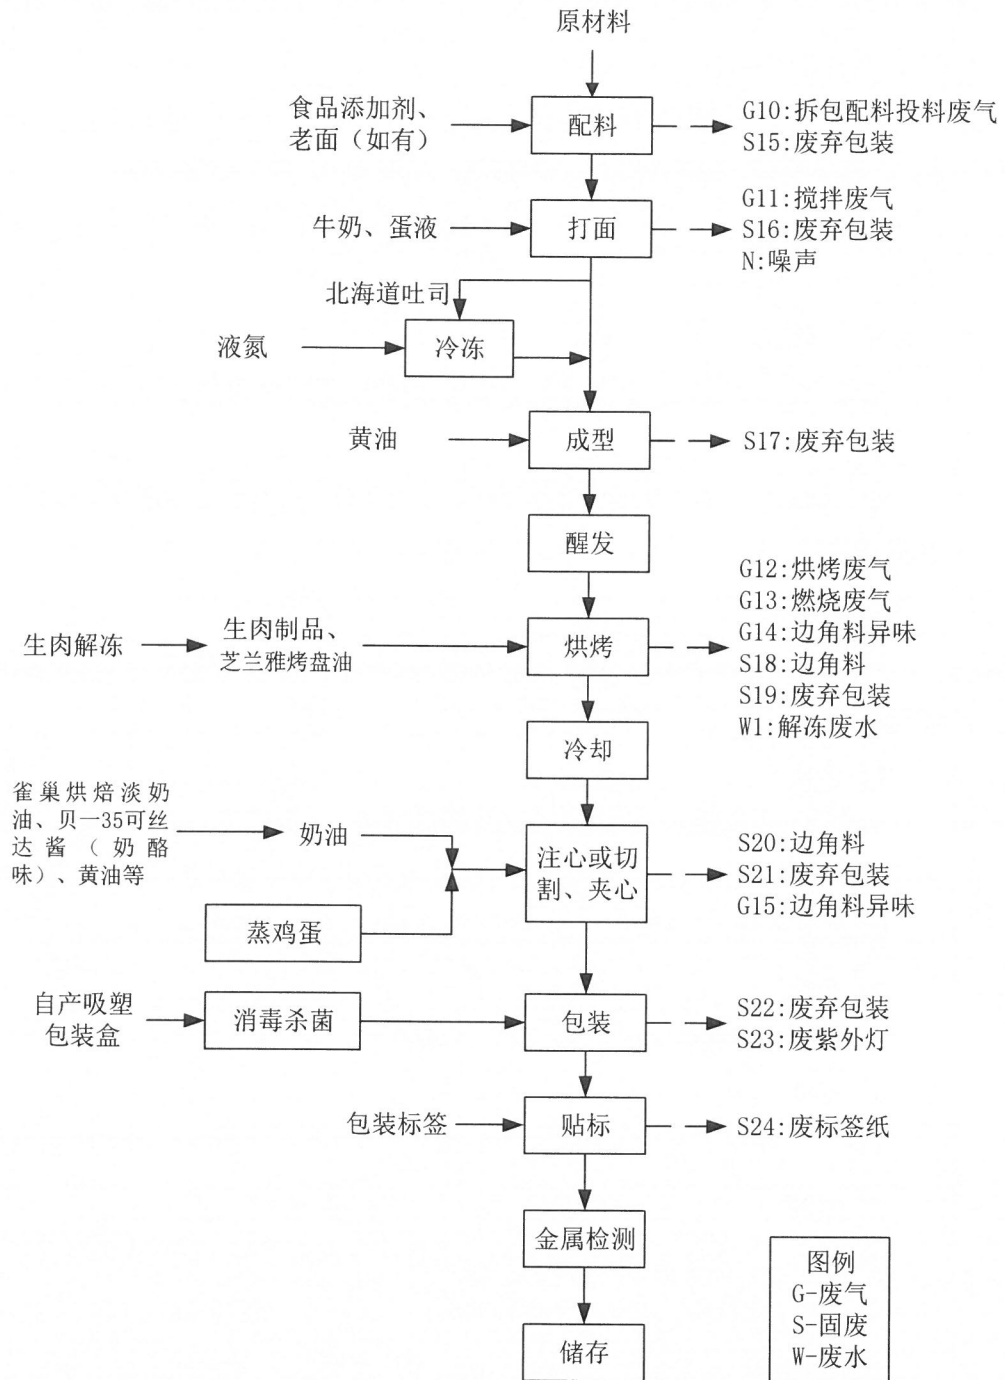 原材料
食品添加剂、
老面（如有）
配料
G10:拆包配料投料废气
S15:废弃包装
牛奶、蛋液
打面
G11:搅拌废气
S16:废弃包装
N:噪声
北海道吐司
液氮
冷冻
黄油
成型
S17:废弃包装
醒发
生肉解冻
生肉制品、
芝兰雅烤盘油
烘烤
G12:烘烤废气
G13:燃烧废气
G14:边角料异味
S18:边角料
S19:废弃包装
W1:解冻废水
冷却
雀巢烘焙淡奶
油、贝一35可丝
达酱（奶酪
味）、黄油等
奶油
蒸鸡蛋
注心或切
割、夹心
S20:边角料
S21:废弃包装
G15:边角料异味
自产吸塑
包装盒
消毒杀菌
包装
S22:废弃包装
S23:废紫外灯
包装标签
贴标
S24:废标签纸
金属检测
储存
图例
G-废气
S-固废
W-废水